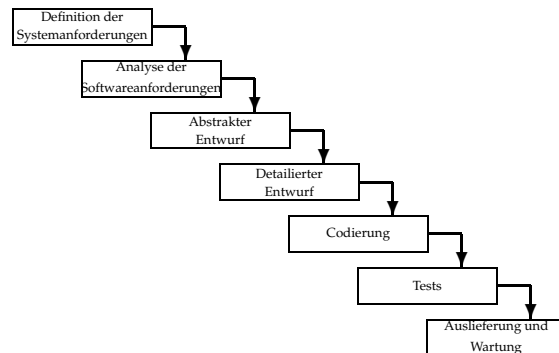 Definition der
Systemanforderungen
Analyse der
Softwareanforderungen
Abstrakter
Entwurf
Detailierter
Entwurf
Codierung
Tests
Auslieferung und
Wartung